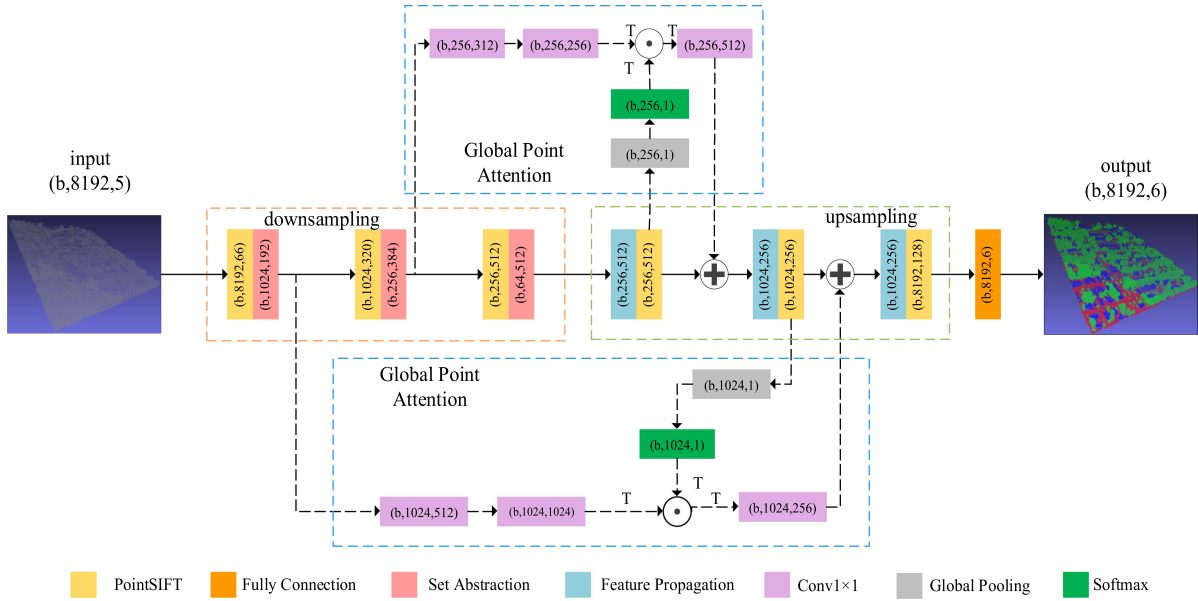 T
T
(b,256,312)
(b,256,256)
(b,256,512)
T
(b,256,1)
Global Point
Attention
(b,256,1)
input
(b,8192,5)
output
(b,8192,6)
downsampling
upsampling
(b,8192,66)
(b,1024,192)
(b,1024,320)
(b,256,384)
(b,256,512)
(b,64,512)
(b,256,512)
(b,256,512)
(b,1024,256)
(b,1024,256)
(b,1024,256)
(b,8192,128)
(b,8192,6)
Global Point
Attention
(b,1024,1)
(b,1024,1)
T
T
T
(b,1024,512)
(b,1024,1024)
(b,1024,256)
PointSIFT
Fully Connection
Set Abstraction
Feature Propagation
Conv1×1
Global Pooling
Softmax